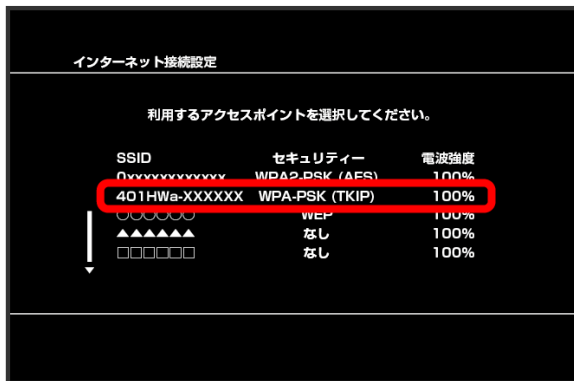 インターネット接続設定
利用するアクセスポイントを選択してください。
SSID セキュリティー 電波強度
0xxxxxxxxxxxx WPA2-PSK (AES) 100%
401HWa-XXXXXX WPA-PSK (TKIP) 100%
○○○○○○ WEP 100%
▲▲▲▲▲▲ なし 100%
□□□□□□ なし 100%